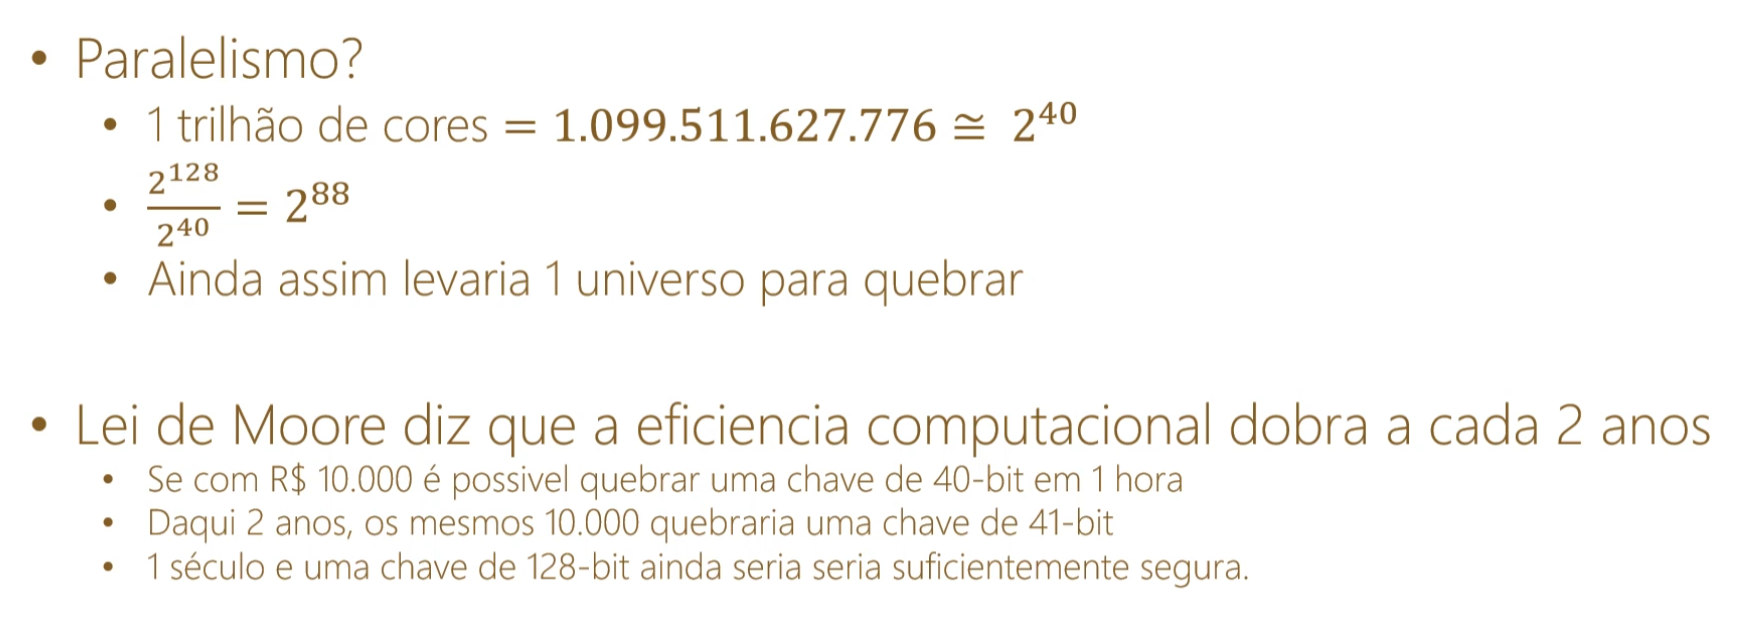 • Paralelismo?
• 1 trilhão de cores = 1.099.511.627.776 ≅ 2^40
• 2^128 / 2^40 = 2^88
• Ainda assim levaria 1 universo para quebrar
• Lei de Moore diz que a eficiencia computacional dobra a cada 2 anos
• Se com R$ 10.000 é possivel quebrar uma chave de 40-bit em 1 hora
• Daqui 2 anos, os mesmos 10.000 quebraria uma chave de 41-bit
• 1 século e uma chave de 128-bit ainda seria seria suficientemente segura.